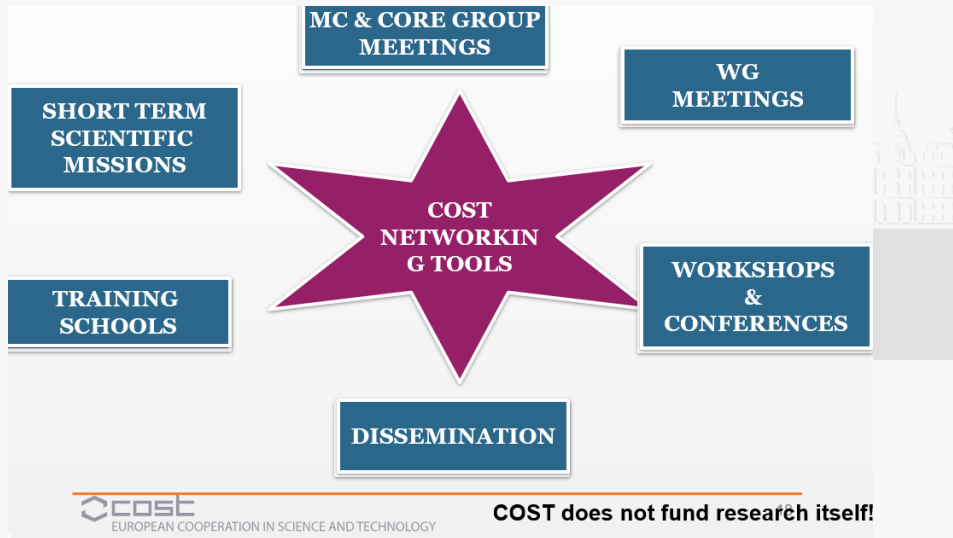 MC & CORE GROUP
MEETINGS
WG
MEETINGS
SHORT TERM
SCIENTIFIC
MISSIONS
COST
NETWORKIN
G TOOLS
WORKSHOPS
&
CONFERENCES
TRAINING
SCHOOLS
DISSEMINATION
cost
EUROPEAN COOPERATION IN SCIENCE AND TECHNOLOGY
COST does not fund research itself!